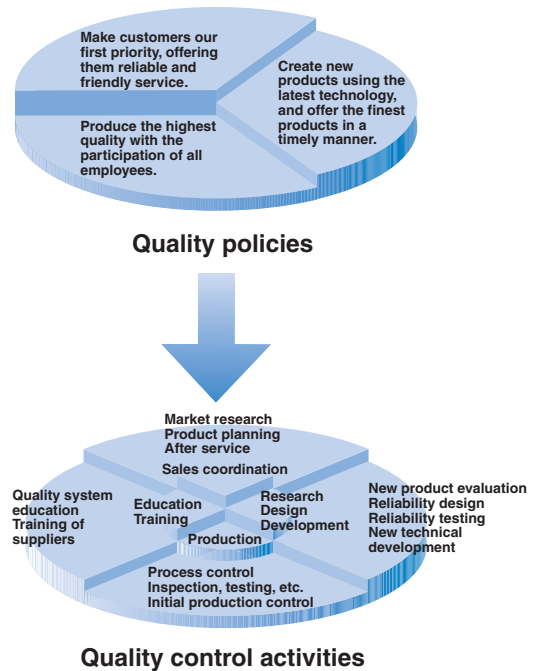 Make customers our
first priority, offering
them reliable and
friendly service.
Create new
products using the
latest technology,
and offer the finest
products in a
timely manner.
Produce the highest
quality with the
participation of all
employees.
Quality policies
Market research
Product planning
After service
Sales coordination
Quality system
education
Training of
suppliers
Education
Training
Research
Design
Development
New product evaluation
Reliability design
Reliability testing
New technical
development
Production
Process control
Inspection, testing, etc.
Initial production control
Quality control activities